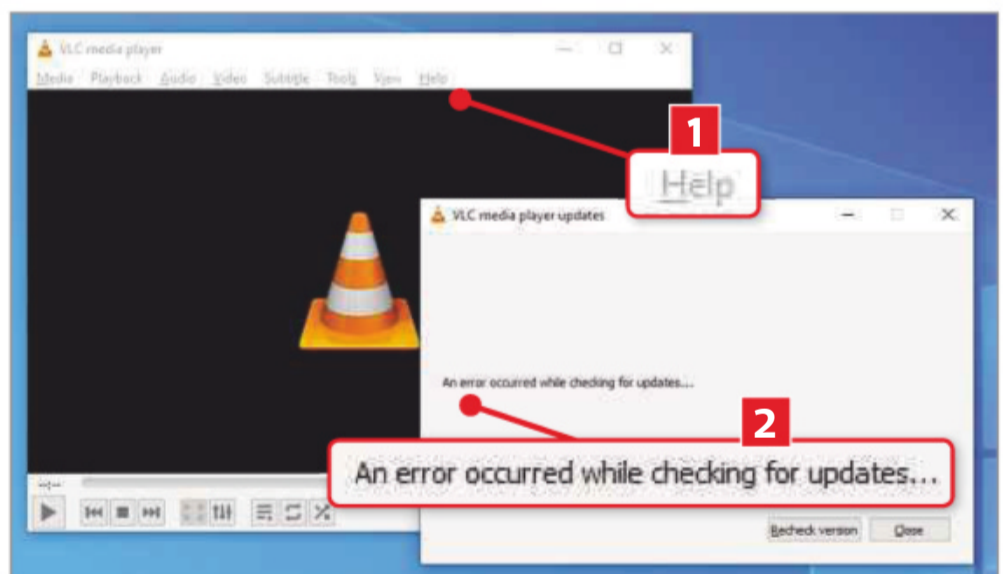 VLC media player
Media Playback Audio Video Subtitle Tools View Help
1
Help
VLC media player updates
An error occurred while checking for updates...
2
An error occurred while checking for updates...
--:--
Recheck version Close